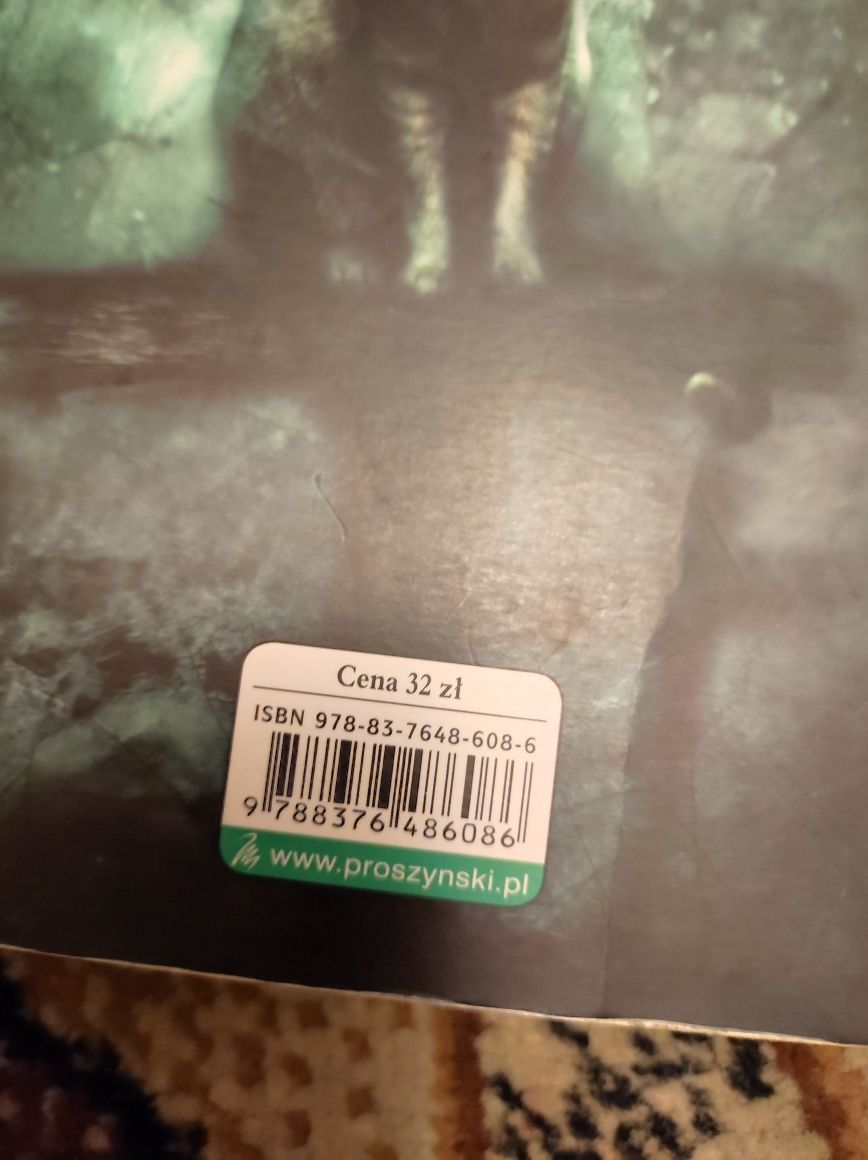 Cena 32 zł
ISBN 978-83-7648-608-6
9 788376 486086
www.proszynski.pl